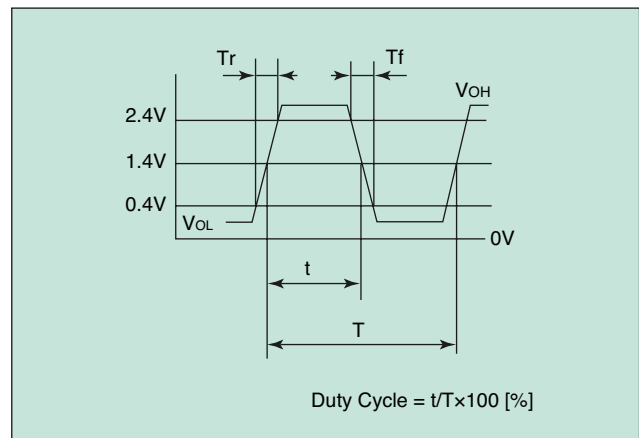 Tr
Tf
VOH
2.4V
1.4V
0.4V
VOL
0V
t
T
Duty Cycle = t/T×100 [%]